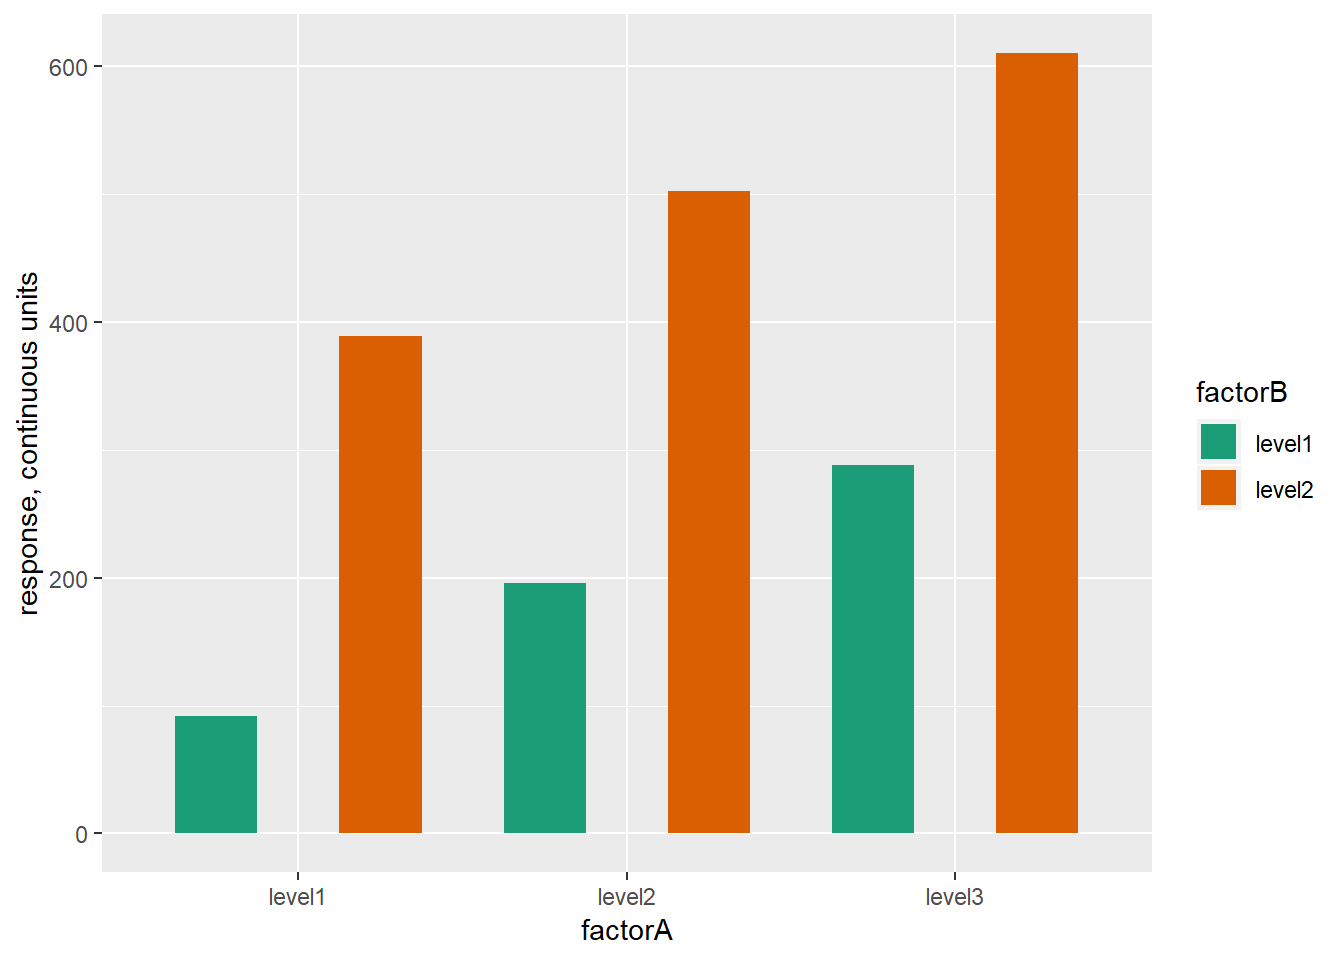 response, continuous units
600
400
200
0
level1
level2
level3
factorA
factorB
level1
level2